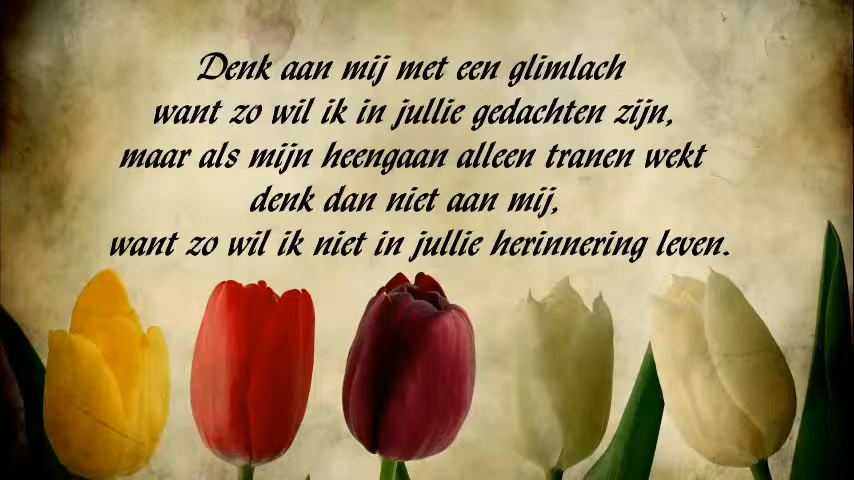 Denk aan mij met een glimlach
want zo wil ik in jullie gedachten zijn,
maar als mijn heengaan alleen tranen wekt
denk dan niet aan mij,
want zo wil ik niet in jullie herinnering leven.